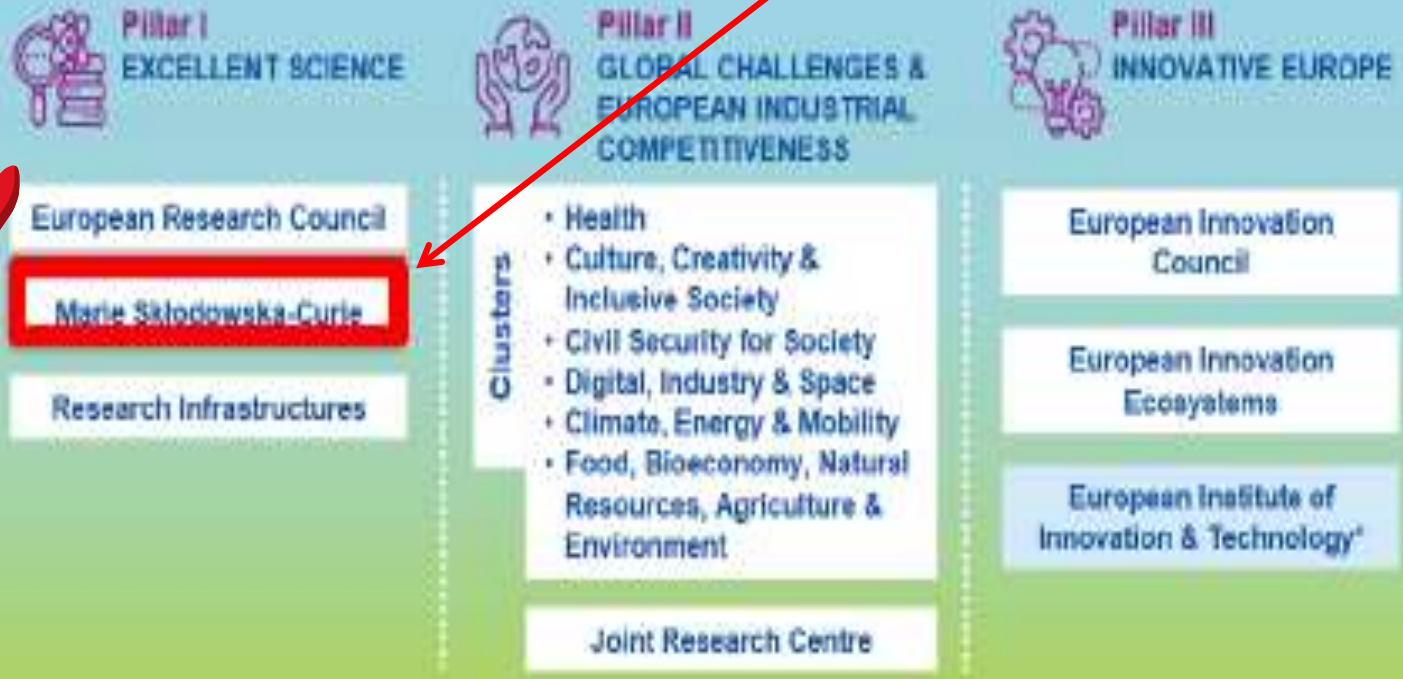 Pillar I
EXCELLENT SCIENCE
European Research Council
Marie Skłodowska-Curie
Research Infrastructures
Pillar II
GLOBAL CHALLENGES &
EUROPEAN INDUSTRIAL
COMPETITIVENESS
Clusters
• Health
• Culture, Creativity &
Inclusive Society
• Civil Security for Society
• Digital, Industry & Space
• Climate, Energy & Mobility
• Food, Bioeconomy, Natural
Resources, Agriculture &
Environment
Joint Research Centre
Pillar III
INNOVATIVE EUROPE
European Innovation
Council
European Innovation
Ecosystems
European Institute of
Innovation & Technology*